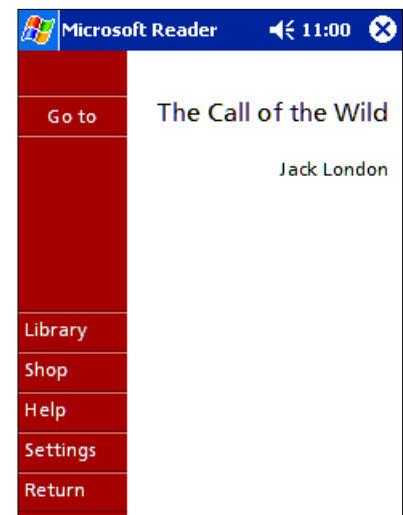 Microsoft Reader 11:00
Go to
The Call of the Wild
Jack London
Library
Shop
Help
Settings
Return